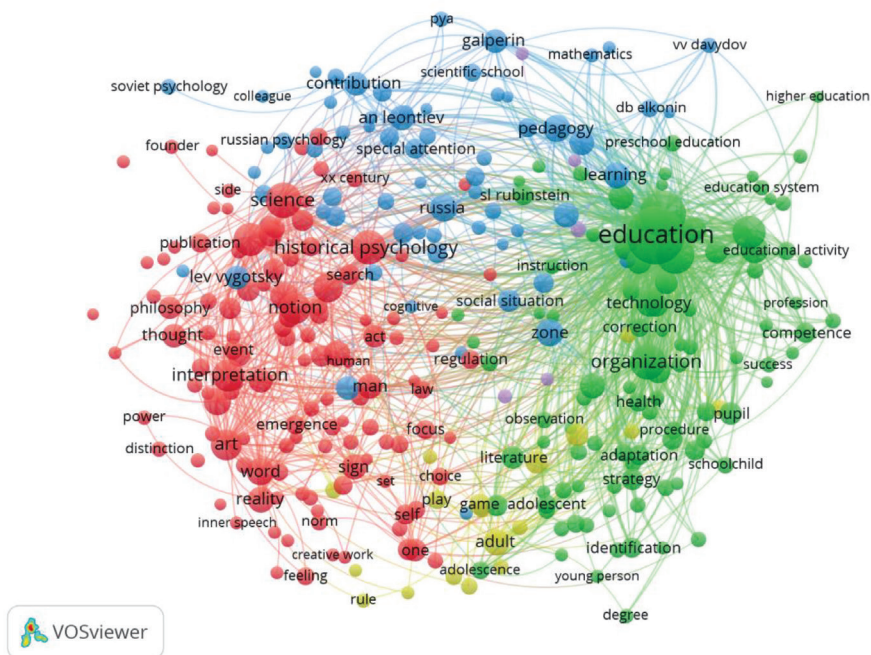 pya
galperin
mathematics
vv davydov
scientific school
soviet psychology
contribution
colleague
higher education
db elkonin
an leontiev
pedagogy
russian psychology
founder
special attention
preschool education
xx century
learning
side
sl rubinstein
education system
science
russia
education
publication
historical psychology
educational activity
instruction
lev vygotsky
search
social situation
technology
profession
philosophy
notion
cognitive
correction
thought
act
zone
competence
event
human
regulation
organization
success
interpretation
man
law
health
power
emergence
focus
observation
pupil
procedure
distinction
art
literature
adaptation
schoolchild
word
sign
choice
strategy
set
reality
play
game
adolescent
inner speech
norm
self
creative work
one
adult
identification
feeling
adolescence
young person
rule
degree
VOSviewer